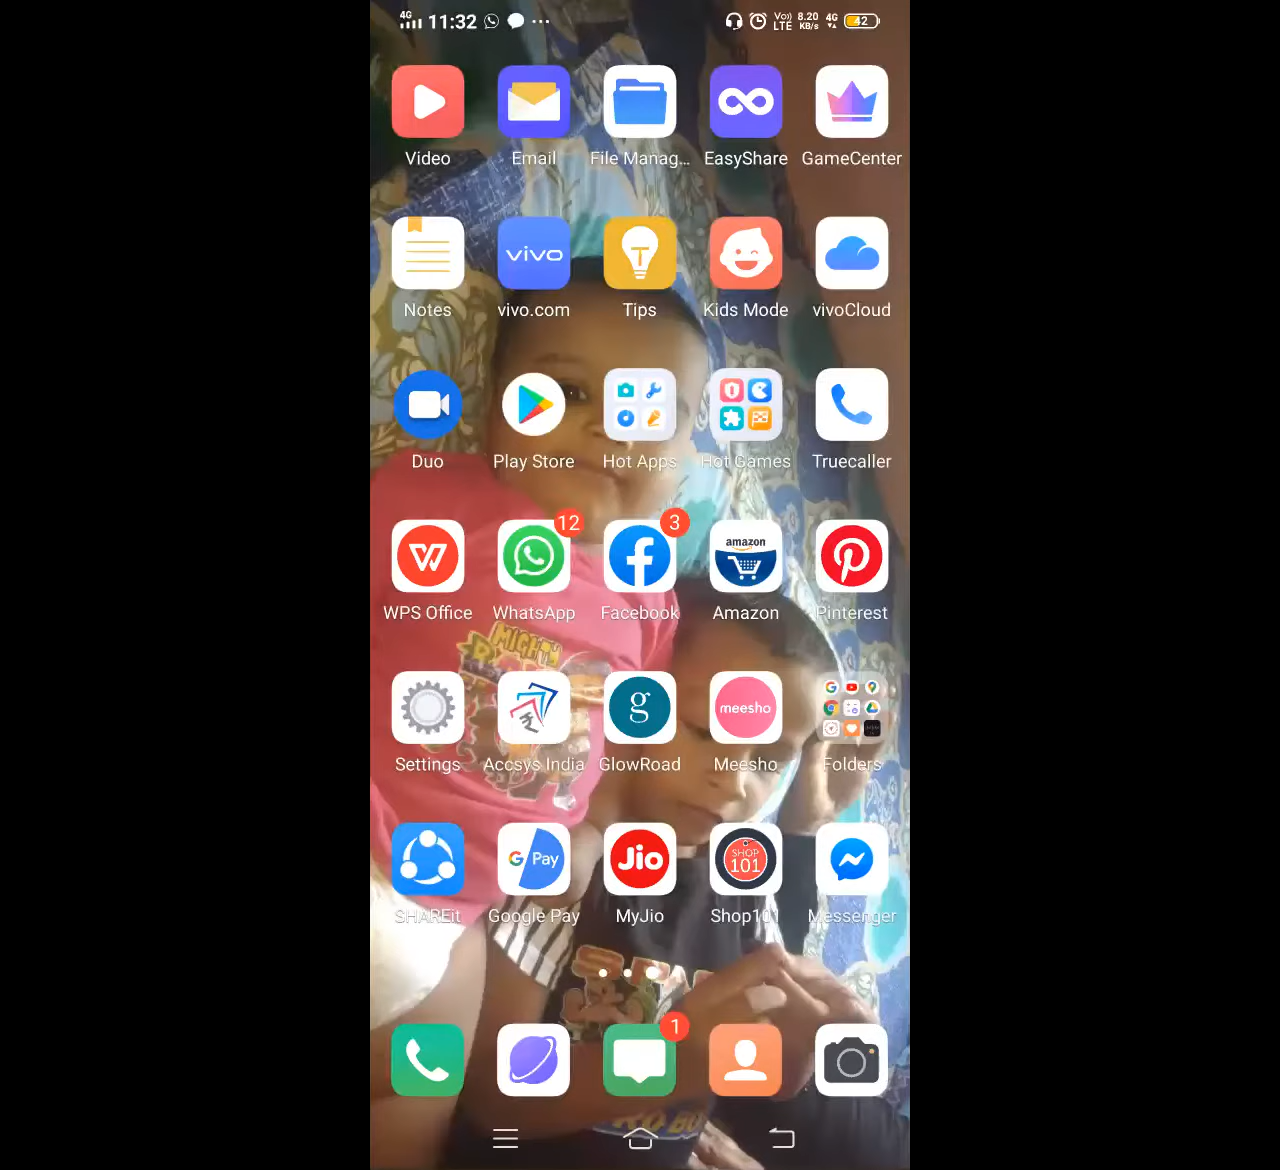 4G 11:32 ... Vo) LTE 8.20 KB/s 4G 42
Video Email File Manag... EasyShare GameCenter
vivo T
Notes vivo.com Tips Kids Mode vivoCloud
Duo Play Store Hot Apps Hot Games Truecaller
W 12 3 f amazon P
WPS Office WhatsApp Facebook Amazon Pinterest
MIGHTY
₹ g meesho G
Settings Accsys India GlowRoad Meesho Folders
G Pay Jio SHOP 101
SHAREit Google Pay MyJio Shop101 Messenger
1